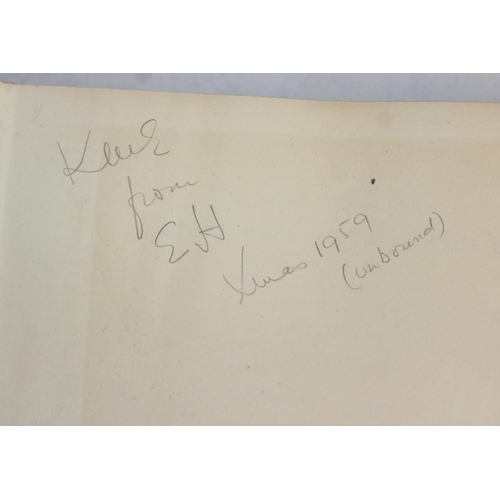 from
EH
Xmas 1959
(unbound)